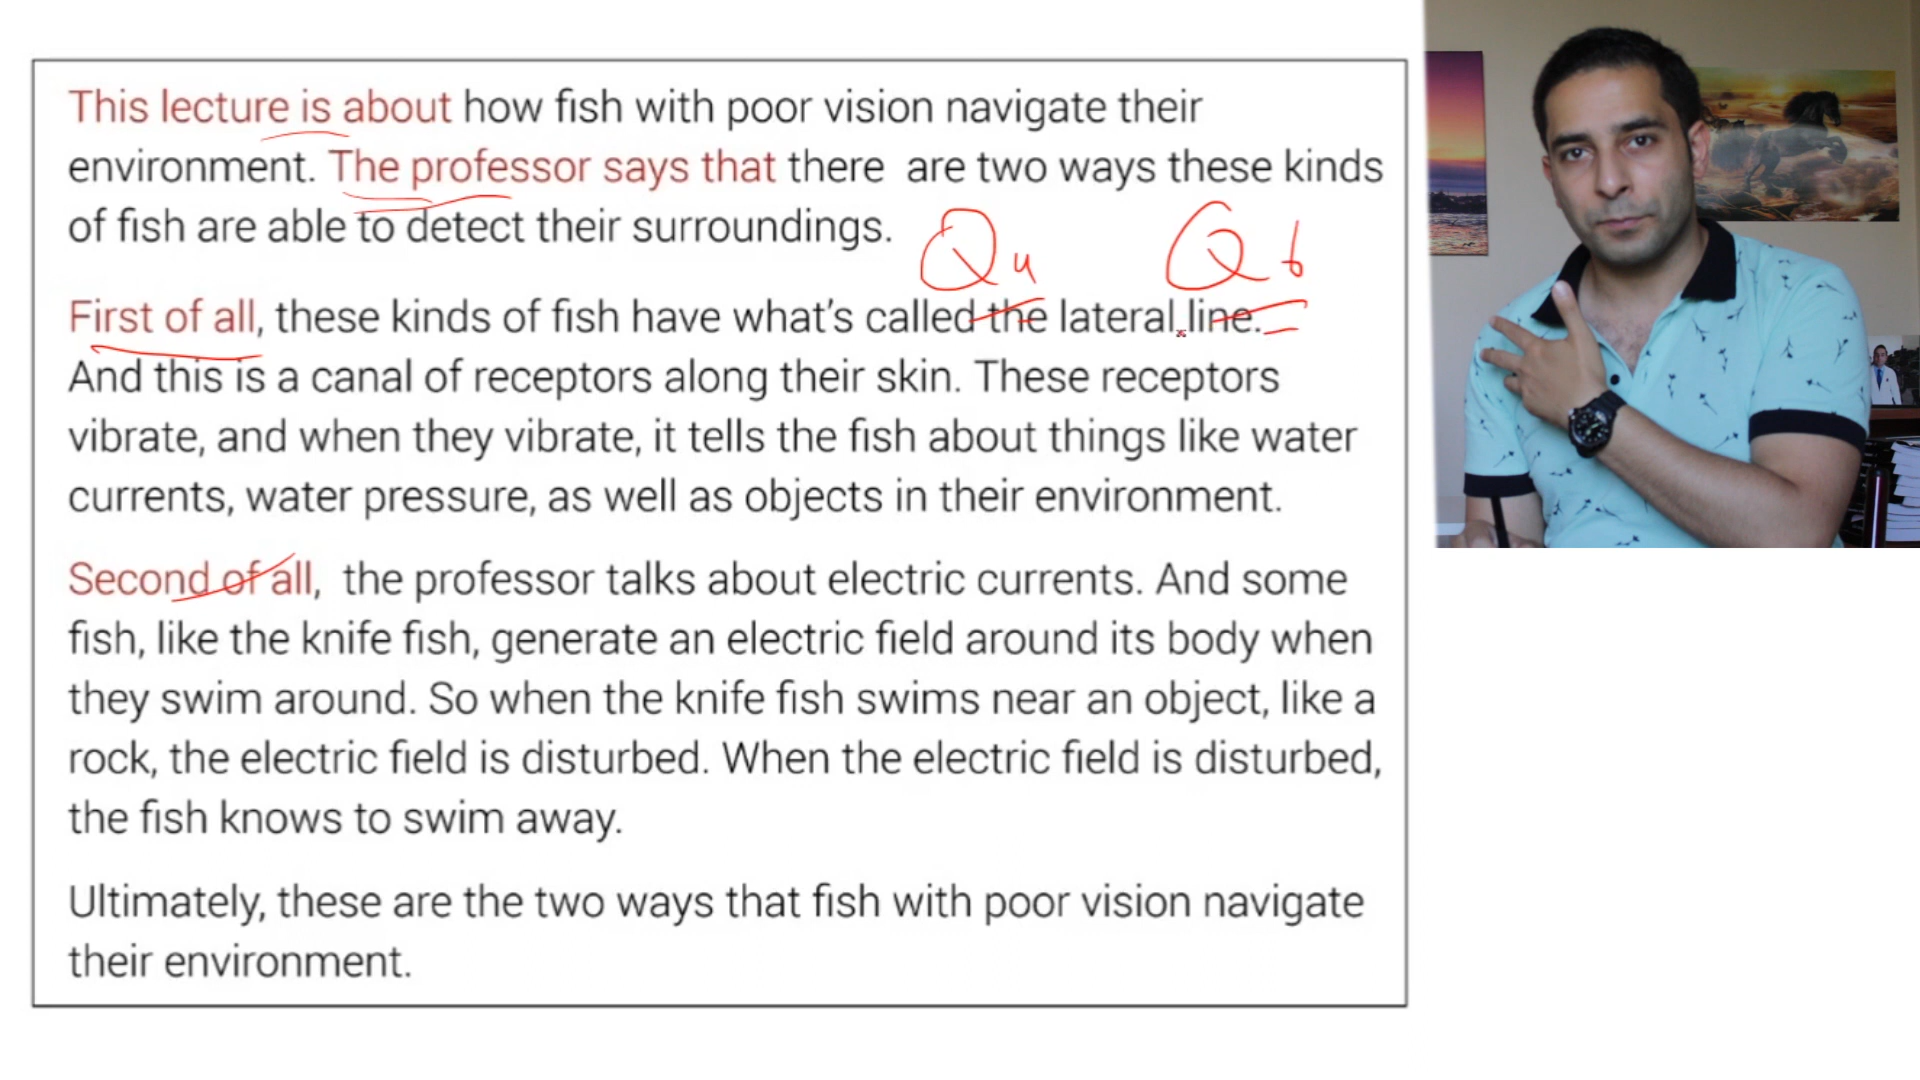 This lecture is about how fish with poor vision navigate their
environment. The professor says that there are two ways these kinds
of fish are able to detect their surroundings.
Q4 Q6
First of all, these kinds of fish have what's called the lateral line.
And this is a canal of receptors along their skin. These receptors
vibrate, and when they vibrate, it tells the fish about things like water
currents, water pressure, as well as objects in their environment.
Second of all, the professor talks about electric currents. And some
fish, like the knife fish, generate an electric field around its body when
they swim around. So when the knife fish swims near an object, like a
rock, the electric field is disturbed. When the electric field is disturbed,
the fish knows to swim away.
Ultimately, these are the two ways that fish with poor vision navigate
their environment.